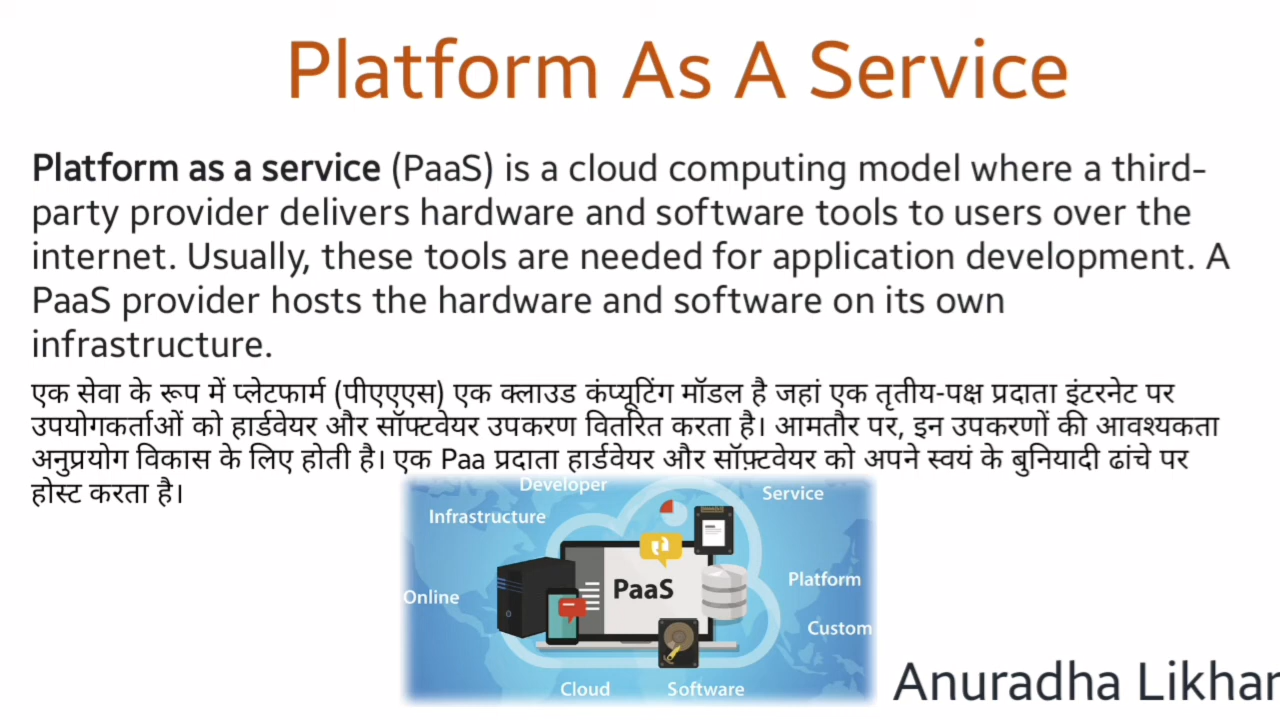 Platform As A Service
Platform as a service (PaaS) is a cloud computing model where a third-
party provider delivers hardware and software tools to users over the
internet. Usually, these tools are needed for application development. A
PaaS provider hosts the hardware and software on its own
infrastructure.
एक सेवा के रूप में प्लेटफार्म (पीएएएस) एक क्लाउड कंप्यूटिंग मॉडल है जहां एक तृतीय-पक्ष प्रदाता इंटरनेट पर
उपयोगकर्ताओं को हार्डवेयर और सॉफ्टवेयर उपकरण वितरित करता है। आमतौर पर, इन उपकरणों की आवश्यकता
अनुप्रयोग विकास के लिए होती है। एक Paa प्रदाता हार्डवेयर और सॉफ़्टवेयर को अपने स्वयं के बुनियादी ढांचे पर
होस्ट करता है।
Developer
Service
Infrastructure
PaaS
Platform
Online
Custom
Cloud
Software
Anuradha Likhar